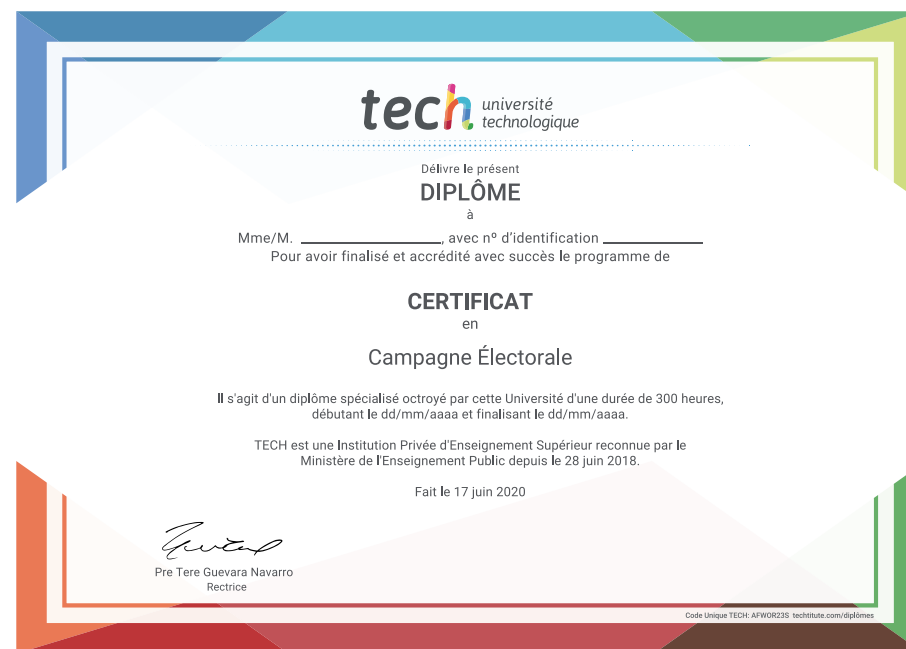 tech université
technologique
Délivre le présent
DIPLÔME
à
Mme/M. ____________________, avec nº d'identification ______________
Pour avoir finalisé et accrédité avec succès le programme de
CERTIFICAT
en
Campagne Électorale
Il s'agit d'un diplôme spécialisé octroyé par cette Université d'une durée de 300 heures,
débutant le dd/mm/aaaa et finalisant le dd/mm/aaaa.
TECH est une Institution Privée d'Enseignement Supérieur reconnue par le
Ministère de l'Enseignement Public depuis le 28 juin 2018.
Fait le 17 juin 2020
Pre Tere Guevara Navarro
Rectrice
Code Unique TECH: AFWOR23S techtitute.com/diplômes